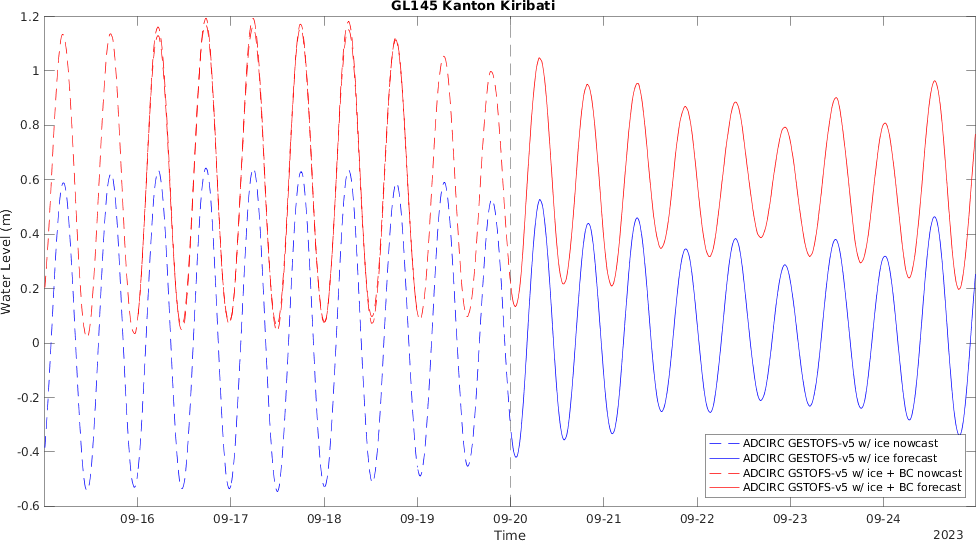 GL145 Kanton Kiribati
Water Level (m)
1.2
1
0.8
0.6
0.4
0.2
0
-0.2
-0.4
-0.6
ADCIRC GESTOFS-v5 w/ ice nowcast
ADCIRC GESTOFS-v5 w/ ice forecast
ADCIRC GSTOFS-v5 w/ ice + BC nowcast
ADCIRC GSTOFS-v5 w/ ice + BC forecast
09-16 09-17 09-18 09-19 09-20 09-21 09-22 09-23 09-24
Time
2023